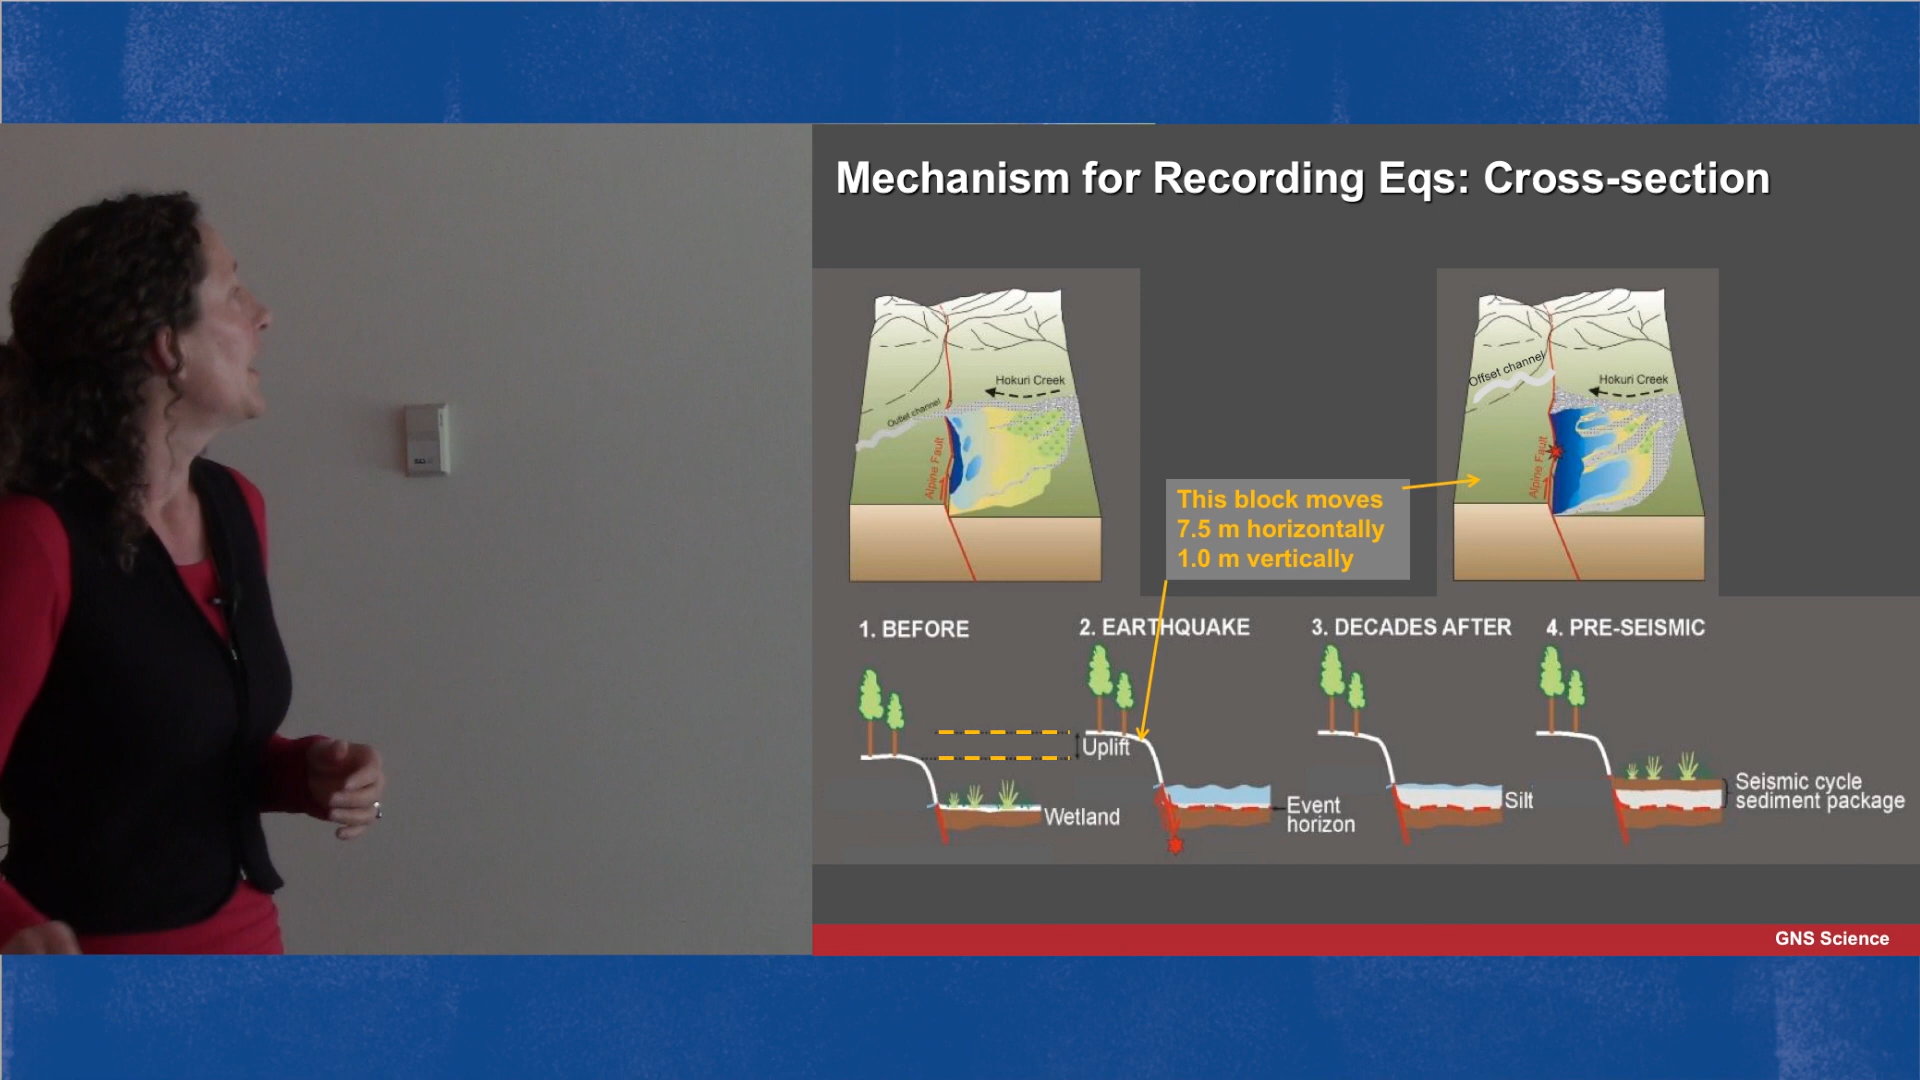 Mechanism for Recording Eqs: Cross-section
Hokuri Creek
Outlet channel
Alpine Fault
Offset channel
Hokuri Creek
Alpine Fault
This block moves
7.5 m horizontally
1.0 m vertically
1. BEFORE
2. EARTHQUAKE
3. DECADES AFTER
4. PRE-SEISMIC
Uplift
Wetland
Event
horizon
Silt
Seismic cycle
sediment package
GNS Science